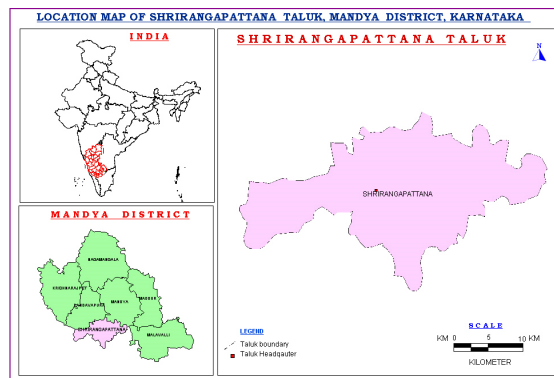 LOCATION MAP OF SHRIRANGAPATTANA TALUK, MANDYA DISTRICT, KARNATAKA
INDIA
SHRIRANGAPATTANA TALUK
N
SHRIRANGAPATTANA
MANDYA DISTRICT
NAGAMANGALA
KRISHNARAJPET
PANDAVAPURA
MANDYA
MADDUR
SHRIRANGAPATTANA
MALAVALLI
LEGEND
Taluk boundary
Taluk Headqauter
SCALE
KM 0 5 10 KM
KILOMETER